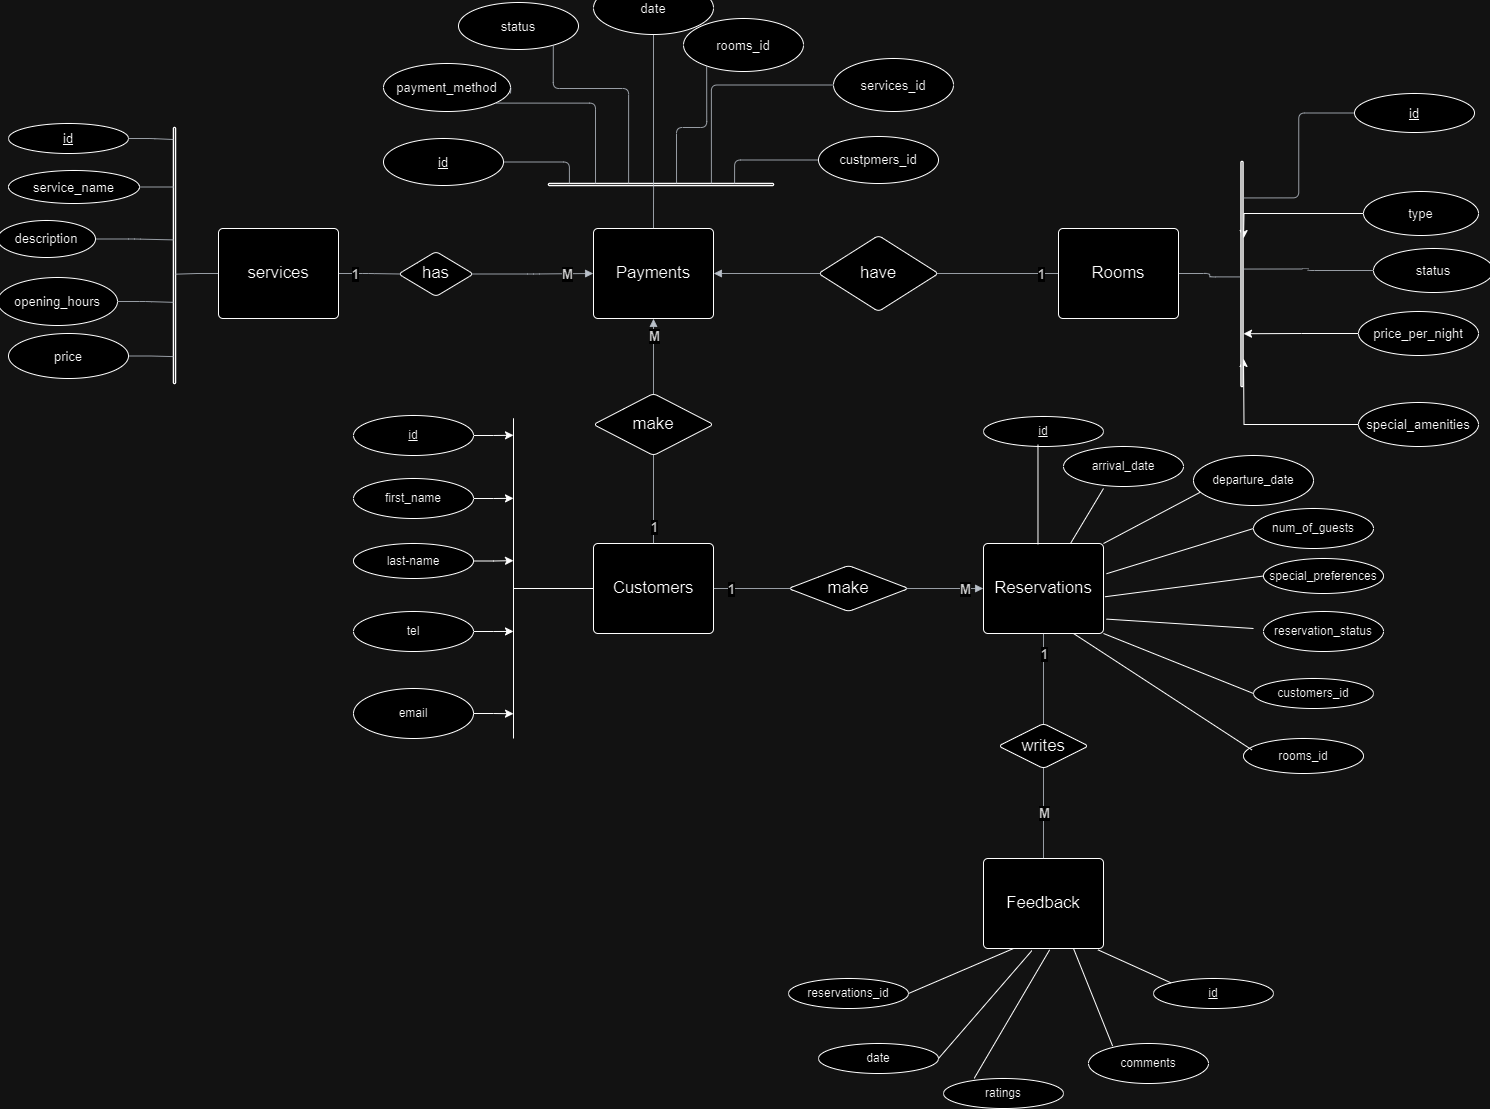 date
status
rooms_id
payment_method
services_id
id
id
custpmers_id
id
service_name
description
opening_hours
price
type
status
price_per_night
special_amenities
services
1
has
M
Payments
have
1
Rooms
M
make
1
id
first_name
last-name
tel
email
id
arrival_date
departure_date
num_of_guests
special_preferences
reservation_status
customers_id
rooms_id
Customers
1
make
M
Reservations
1
writes
M
Feedback
reservations_id
id
date
comments
ratings